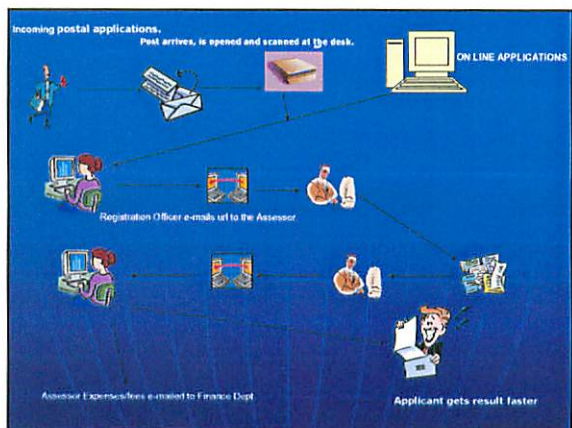 Incoming postal applications.
Post arrives, is opened and scanned at the desk.
ON LINE APPLICATIONS
Registration Officer e-mails url to the Assessor
Assessor Expenses/fees e-mailed to Finance Dept
Applicant gets result faster